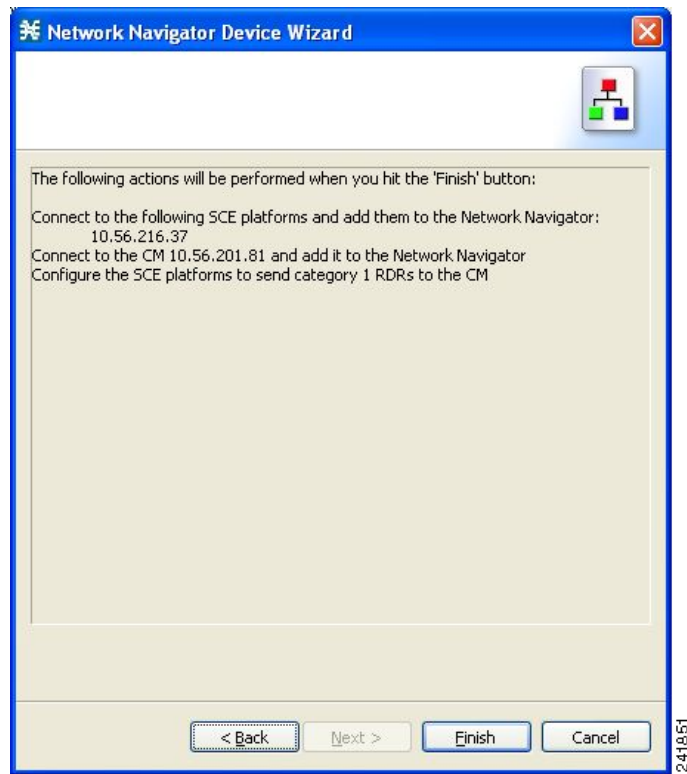 Network Navigator Device Wizard
The following actions will be performed when you hit the 'Finish' button:
Connect to the following SCE platforms and add them to the Network Navigator:
10.56.216.37
Connect to the CM 10.56.201.81 and add it to the Network Navigator
Configure the SCE platforms to send category 1 RDRs to the CM
< Back Next > Finish Cancel
241851